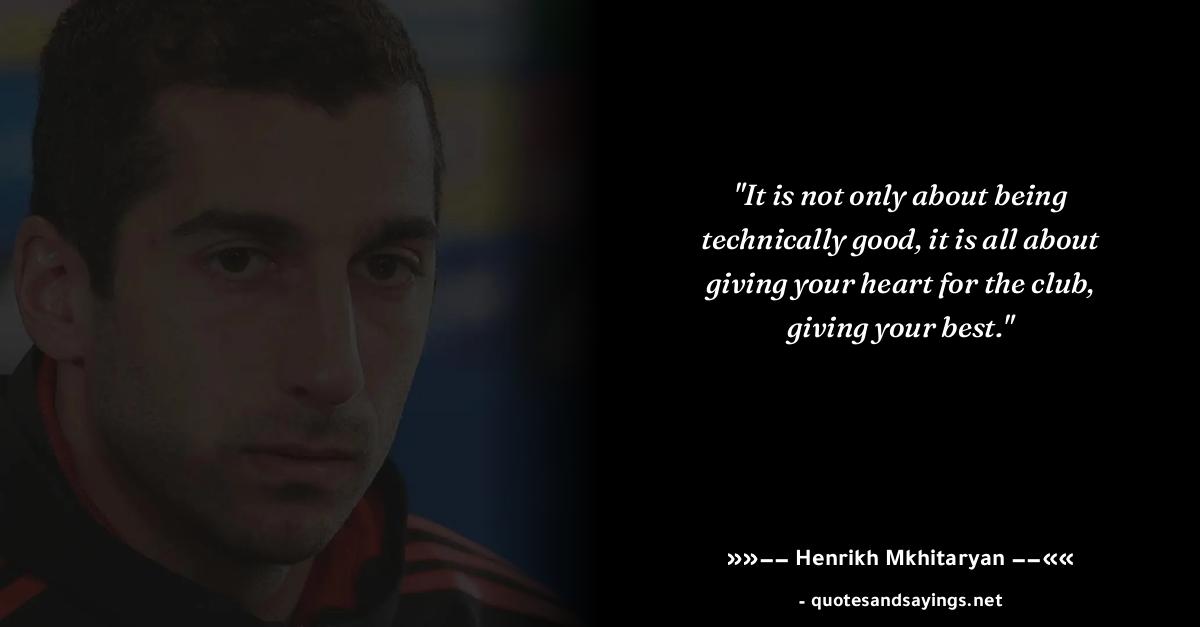 "It is not only about being
technically good, it is all about
giving your heart for the club,
giving your best."
»»−− Henrikh Mkhitaryan −−««
- quotesandsayings.net